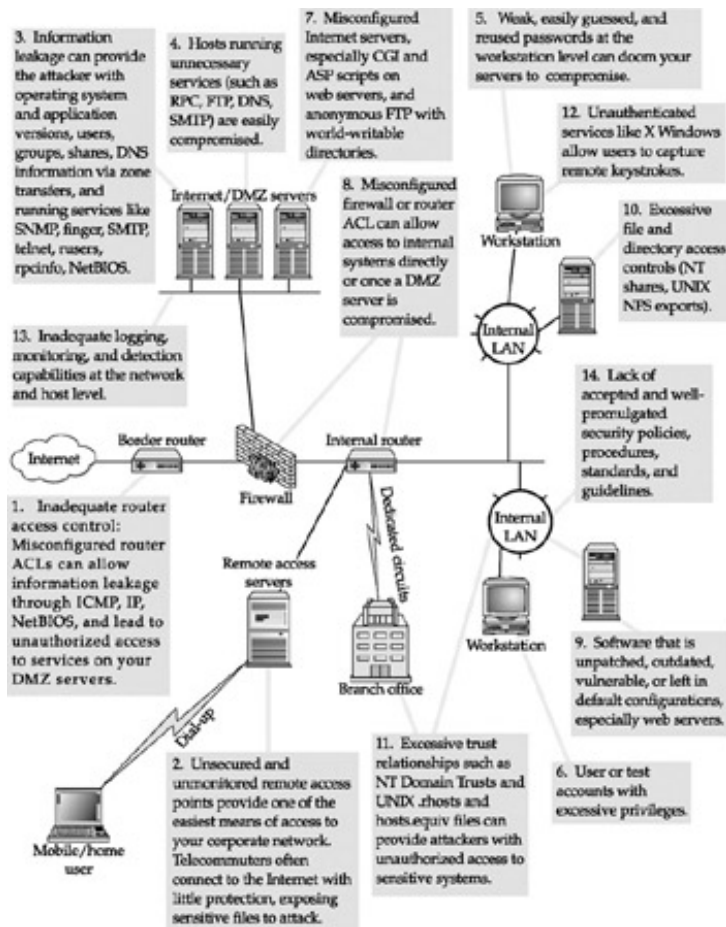 3. Information
leakage can provide
the attacker with
operating system
and application
versions, users,
groups, shares, DNS
information via zone
transfers, and
running services like
SNMP, finger, SMTP,
telnet, rusers,
rpcinfo, NetBIOS.
4. Hosts running
unnecessary
services (such as
RPC, FTP, DNS,
SMTP) are easily
compromised.
7. Misconfigured
Internet servers,
especially CGI and
ASP scripts on
web servers, and
anonymous FTP with
world-writable
directories.
5. Weak, easily guessed, and
reused passwords at the
workstation level can doom your
servers to compromise.
12. Unauthenticated
services like X Windows
allow users to capture
remote keystrokes.
Internet/DMZ servers
8. Misconfigured
firewall or router
ACL can allow
access to internal
systems directly
or once a DMZ
server is
compromised.
Workstation
10. Excessive
file and
directory access
controls (NT
shares, UNIX
NFS exports).
Internal
LAN
13. Inadequate logging,
monitoring, and detection
capabilities at the network
and host level.
14. Lack of
accepted and well-
promulgated
security policies,
procedures,
standards, and
guidelines.
Internet
Border router
Firewall
Internal router
Internal
LAN
1. Inadequate router
access control:
Misconfigured router
ACLs can allow
information leakage
through ICMP, IP,
NetBIOS, and lead to
unauthorized access
to services on your
DMZ servers.
Remote access
servers
Dedicated circuits
Workstation
Branch office
9. Software that is
unpatched, outdated,
vulnerable, or left in
default configurations,
especially web servers.
Dial-up
Mobile/home
user
2. Unsecured and
unmonitored remote access
points provide one of the
easiest means of access to
your corporate network.
Telecommuters often
connect to the Internet with
little protection, exposing
sensitive files to attack.
11. Excessive trust
relationships such as
NT Domain Trusts and
UNIX .rhosts and
hosts.equiv files can
provide attackers with
unauthorized access to
sensitive systems.
6. User or test
accounts with
excessive privileges.